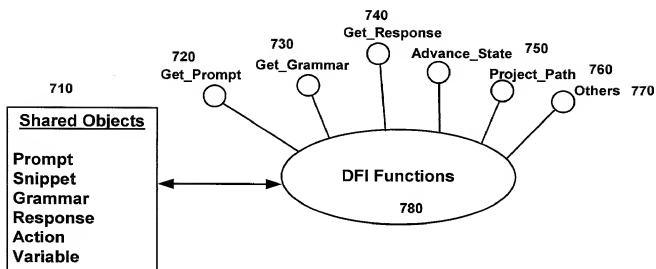 740
Get_Response
730
Get_Grammar
720
Get_Prompt
Advance_State
750
Project_Path
760
Others 770
710
Shared Objects
Prompt
Snippet
Grammar
Response
Action
Variable
DFI Functions
780